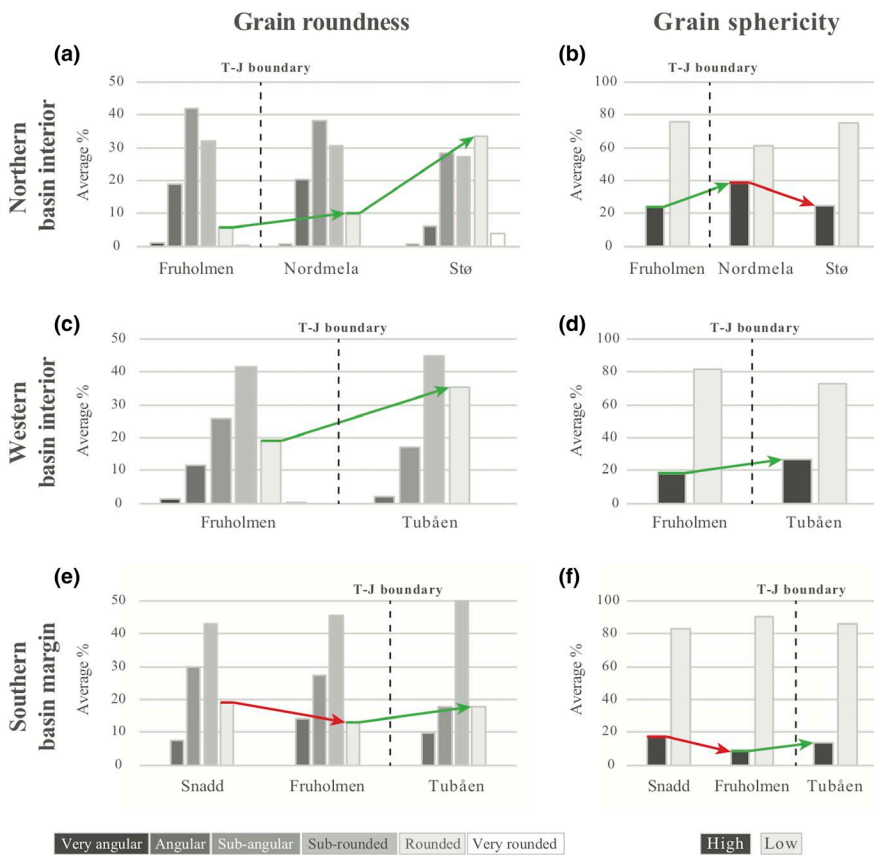 Grain roundness
Grain sphericity
Northern
basin interior
(a)
T-J boundary
Average %
50
40
30
20
10
0
Fruholmen
Nordmela
Stø
(b)
T-J boundary
Average %
100
80
60
40
20
0
Fruholmen
Nordmela
Stø
Western
basin interior
(c)
T-J boundary
Average %
50
40
30
20
10
0
Fruholmen
Tubåen
(d)
T-J boundary
Average %
100
80
60
40
20
0
Fruholmen
Tubåen
Southern
basin margin
(e)
T-J boundary
Average %
50
40
30
20
10
0
Snadd
Fruholmen
Tubåen
(f)
T-J boundary
Average %
100
80
60
40
20
0
Snadd
Fruholmen
Tubåen
Very angular
Angular
Sub-angular
Sub-rounded
Rounded
Very rounded
High
Low